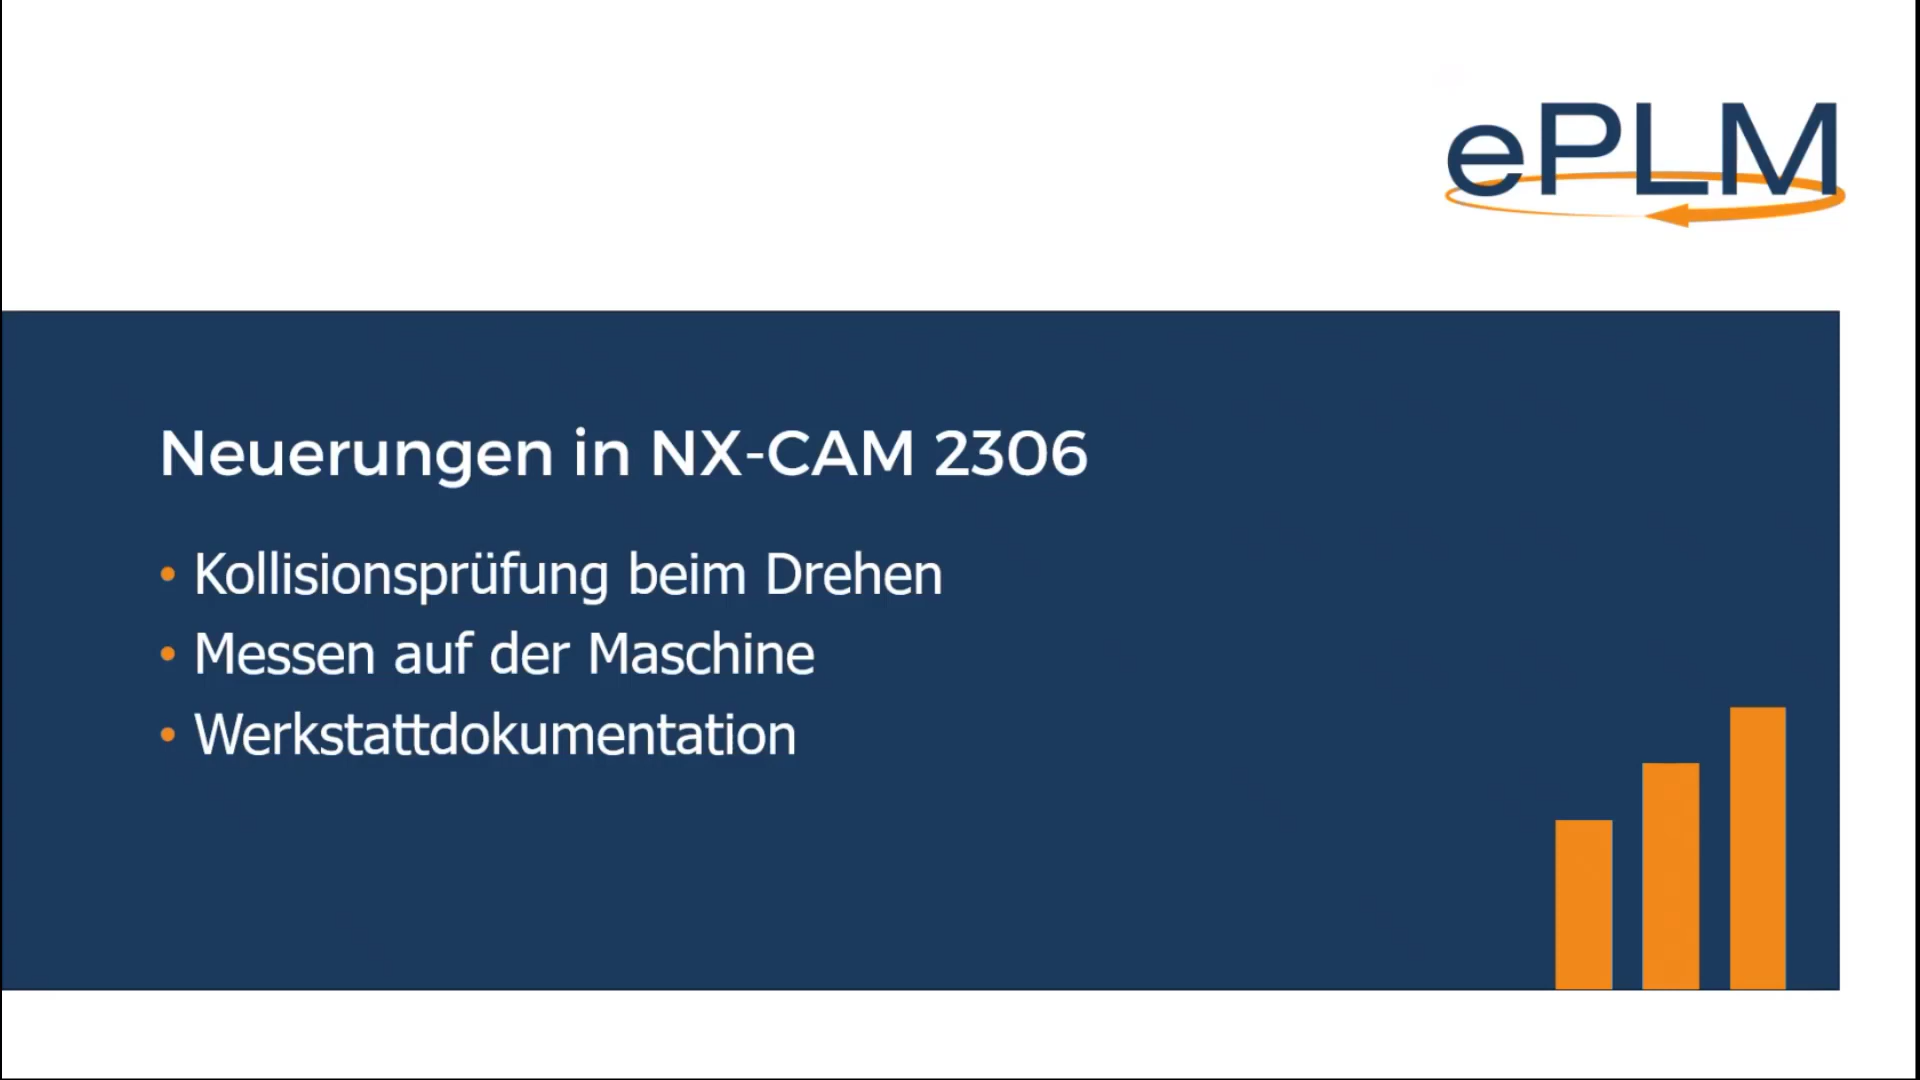 ePLM
Neuerungen in NX-CAM 2306
• Kollisionsprüfung beim Drehen
• Messen auf der Maschine
• Werkstattdokumentation